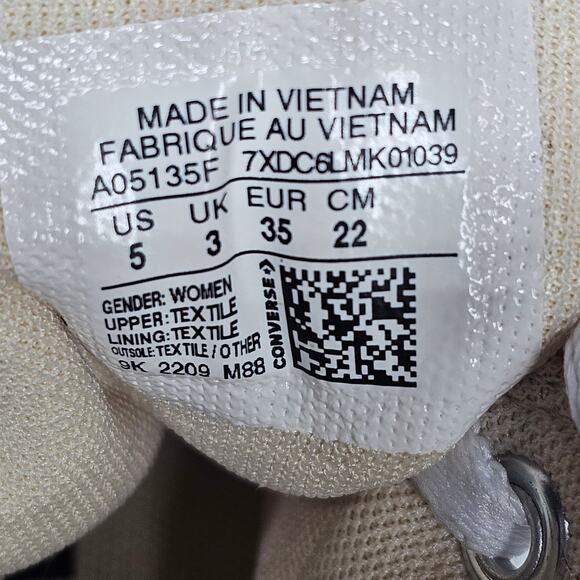 MADE IN VIETNAM
FABRIQUE AU VIETNAM
A05135F 7XDC6LMK01039
US UK EUR CM
5 3 35 22
GENDER: WOMEN
UPPER: TEXTILE
LINING: TEXTILE
OUTSOLE: TEXTILE / OTHER
9K 2209 M88
CONVERSE